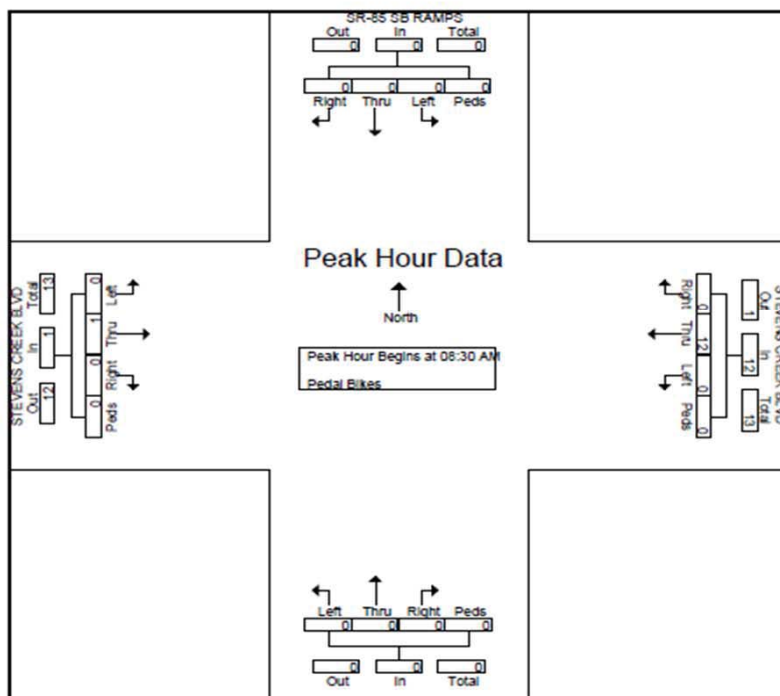 SR-85 SB RAMPS
Out In Total
0 0 0
0 0 0 0
Right Thru Left Peds
Peak Hour Data
North
Peak Hour Begins at 08:30 AM
Pedal Bikes
STEVENS CREEK BLVD
Out In Total
12 1 13
0 1 0 0
Left Thru Right Peds
Right Thru Left Peds
0 12 0 0
Out In Total
1 12 13
Left Thru Right Peds
0 0 0 0
0 0 0
Out In Total